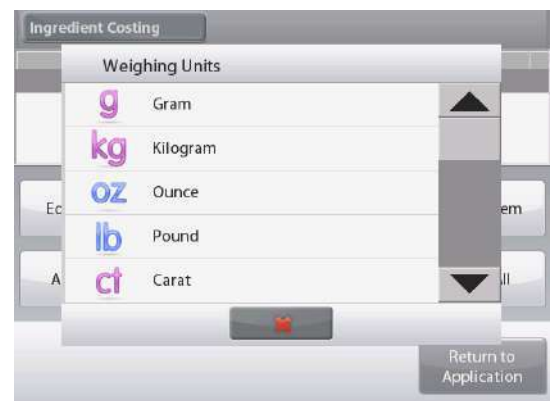 Ingredient Costing
Weighing Units
g Gram
kg Kilogram
oz Ounce
lb Pound
ct Carat
Return to
Application